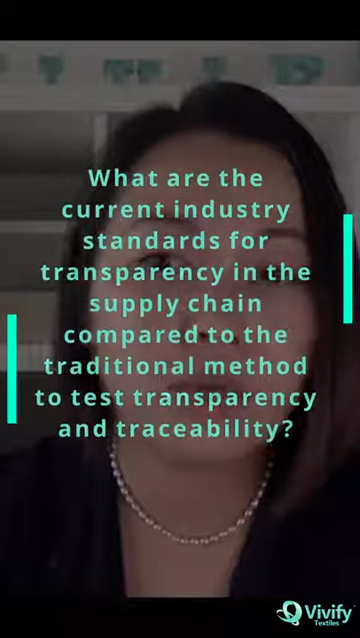 What are the
current industry
standards for
transparency in the
supply chain
compared to the
traditional method
to test transparency
and traceability?
Vivify
Textiles